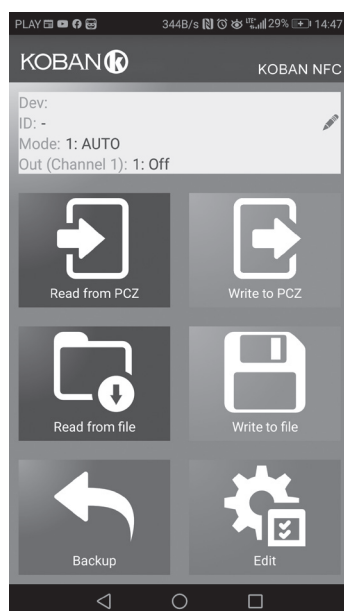 PLAY 344B/s LTE 29% 14:47
KOBAN K
KOBAN NFC
Dev:
ID: -
Mode: 1: AUTO
Out (Channel 1): 1: Off
Read from PCZ
Write to PCZ
Read from file
Write to file
Backup
Edit